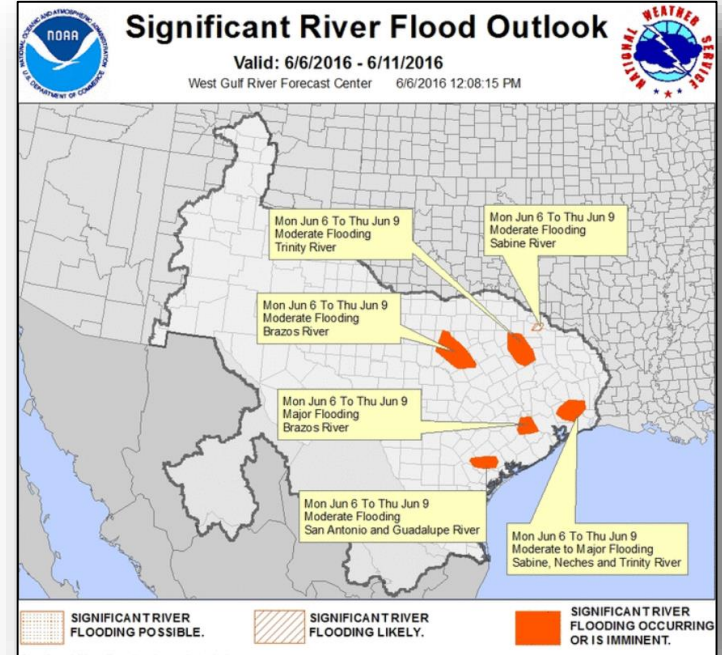 Significant River Flood Outlook
Valid: 6/6/2016 - 6/11/2016
West Gulf River Forecast Center 6/6/2016 12:08:15 PM
NATIONAL OCEANIC AND ATMOSPHERIC ADMINISTRATION
NOAA
U.S. DEPARTMENT OF COMMERCE
NATIONAL WEATHER SERVICE
Mon Jun 6 To Thu Jun 9
Moderate Flooding
Trinity River
Mon Jun 6 To Thu Jun 9
Moderate Flooding
Sabine River
Mon Jun 6 To Thu Jun 9
Moderate Flooding
Brazos River
Mon Jun 6 To Thu Jun 9
Major Flooding
Brazos River
Mon Jun 6 To Thu Jun 9
Moderate Flooding
San Antonio and Guadalupe River
Mon Jun 6 To Thu Jun 9
Moderate to Major Flooding
Sabine, Neches and Trinity River
SIGNIFICANT RIVER
FLOODING POSSIBLE.
SIGNIFICANT RIVER
FLOODING LIKELY.
SIGNIFICANT RIVER
FLOODING OCCURRING
OR IS IMMINENT.